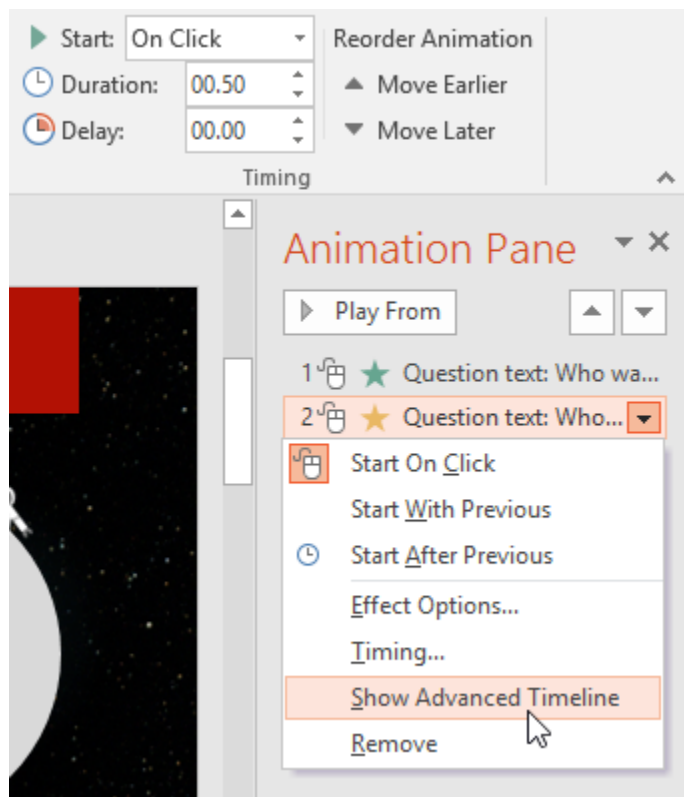 Start: On Click Reorder Animation
Duration: 00.50 Move Earlier
Delay: 00.00 Move Later
Timing
Animation Pane
Play From
1 Question text: Who wa...
2 Question text: Who...
Start On Click
Start With Previous
Start After Previous
Effect Options...
Timing...
Show Advanced Timeline
Remove